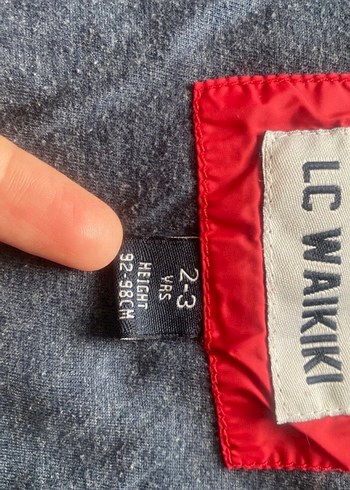 LC WAIKIKI
2-3
YRS
HEIGHT
92-98CM